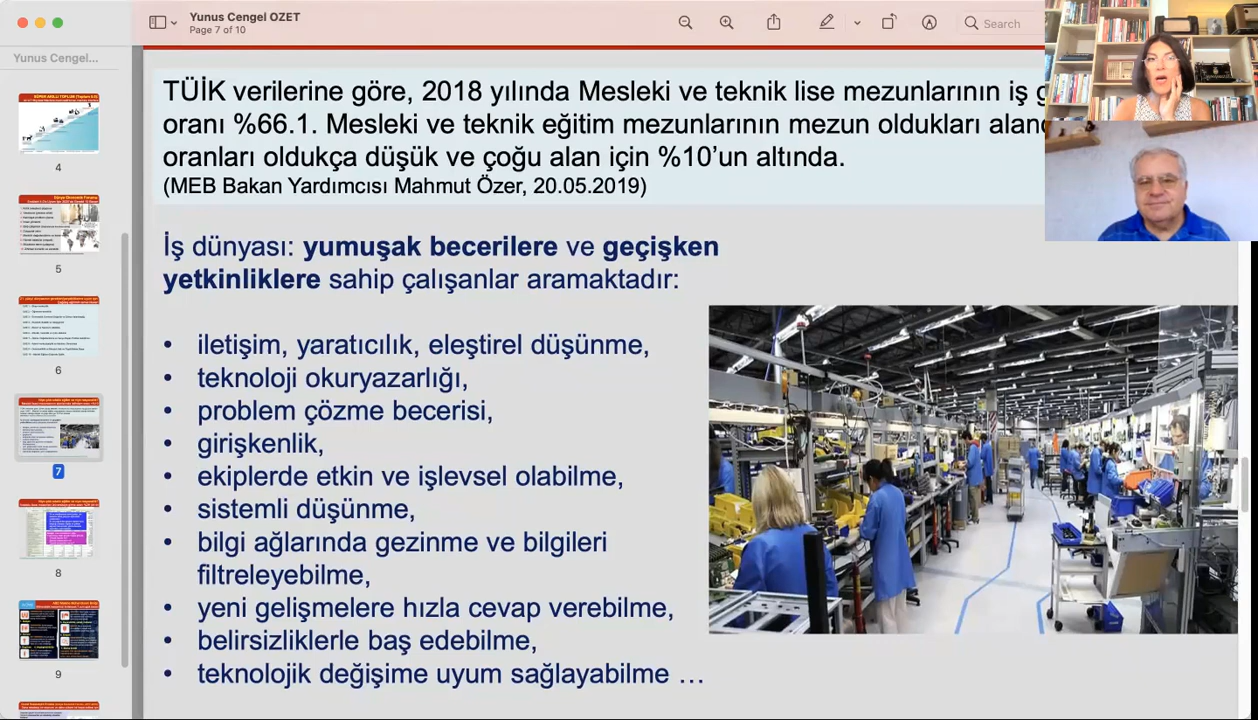 Yunus Cengel OZET
Page 7 of 10
Search
Yunus Cengel...
4
5
6
7
8
9
TÜİK verilerine göre, 2018 yılında Mesleki ve teknik lise mezunlarının iş
oranı %66.1. Mesleki ve teknik eğitim mezunlarının mezun oldukları
oranları oldukça düşük ve çoğu alan için %10’un altında.
(MEB Bakan Yardımcısı Mahmut Özer, 20.05.2019)
İş dünyası: yumuşak becerilere ve geçişken
yetkinliklere sahip çalışanlar aramaktadır:
• iletişim, yaratıcılık, eleştirel düşünme,
• teknoloji okuryazarlığı,
• problem çözme becerisi,
• girişkenlik,
• ekiplerde etkin ve işlevsel olabilme,
• sistemli düşünme,
• bilgi ağlarında gezinme ve bilgileri
filtreleyebilme,
• yeni gelişmelere hızla cevap verebilme,
• belirsizliklerle baş edebilme,
• teknolojik değişime uyum sağlayabilme …